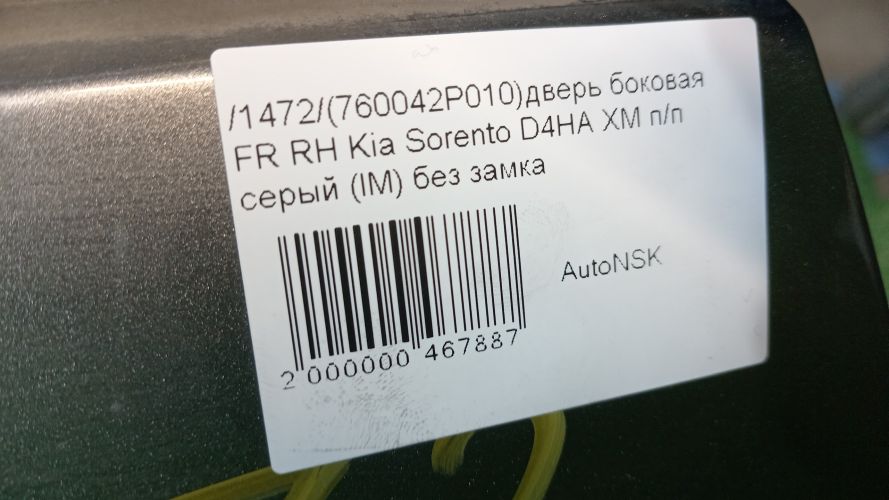 /1472/(760042P010)дверь боковая
FR RH Kia Sorento D4HA XM п/п
серый (IM) без замка
AutoNSK
2 000000 467887